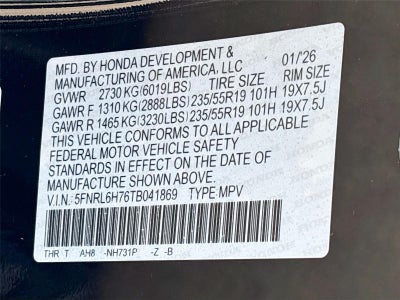 MFD. BY HONDA DEVELOPMENT &
MANUFACTURING OF AMERICA, LLC 01/26
GVWR 2730 KG(6019LBS) TIRE SIZE RIM SIZE
GAWR F 1310 KG(2888LBS) 235/55R19 101H 19X7.5J
GAWR R 1465 KG(3230LBS) 235/55R19 101H 19X7.5J
THIS VEHICLE CONFORMS TO ALL APPLICABLE
FEDERAL MOTOR VEHICLE SAFETY
STANDARDS IN EFFECT ON THE DATE OF
MANUFACTURE SHOWN ABOVE.
V.I.N.: 5FNRL6H76TB041869 TYPE:MPV
THR T AH8 -NH731P -Z -B